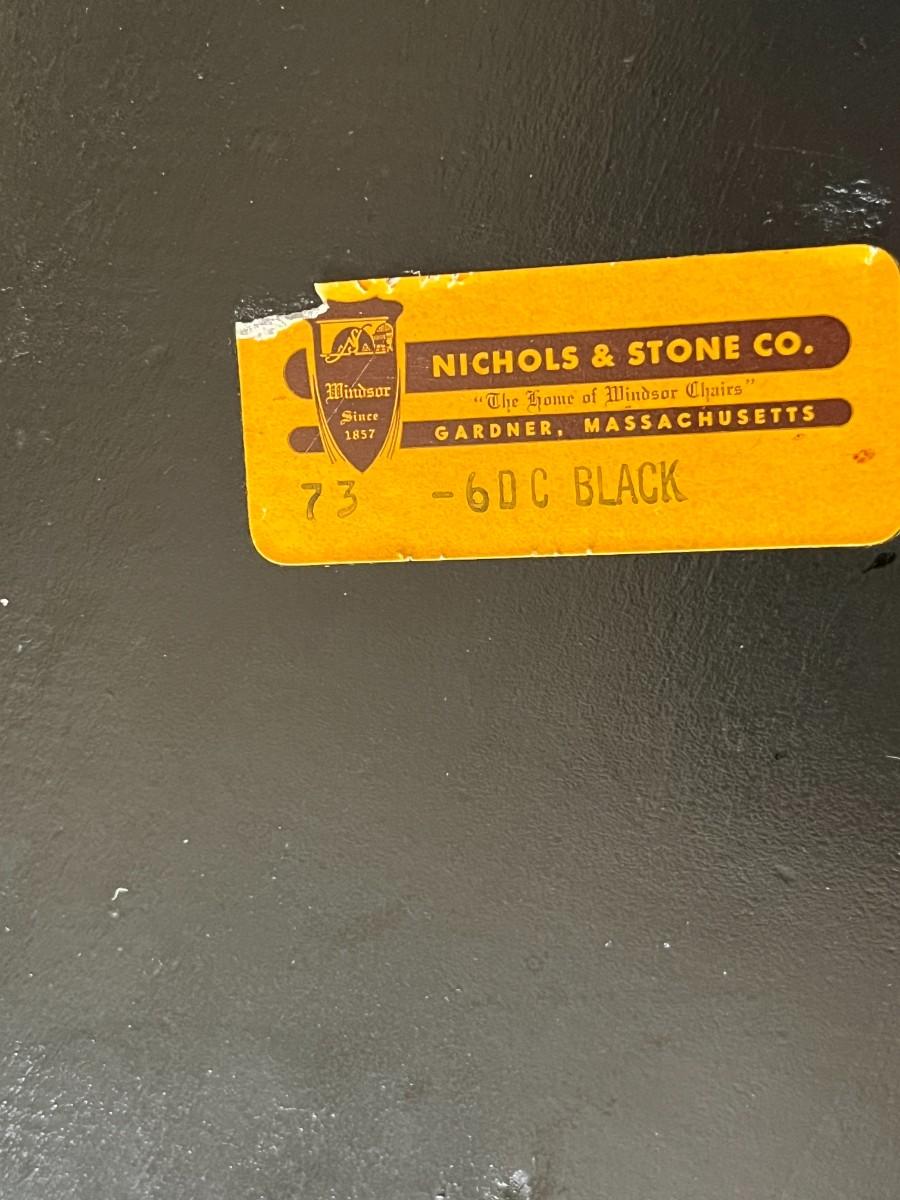 NICHOLS & STONE CO.
"The Home of Windsor Chairs"
GARDNER, MASSACHUSETTS
Windsor
Since
1857
73 -6DC BLACK